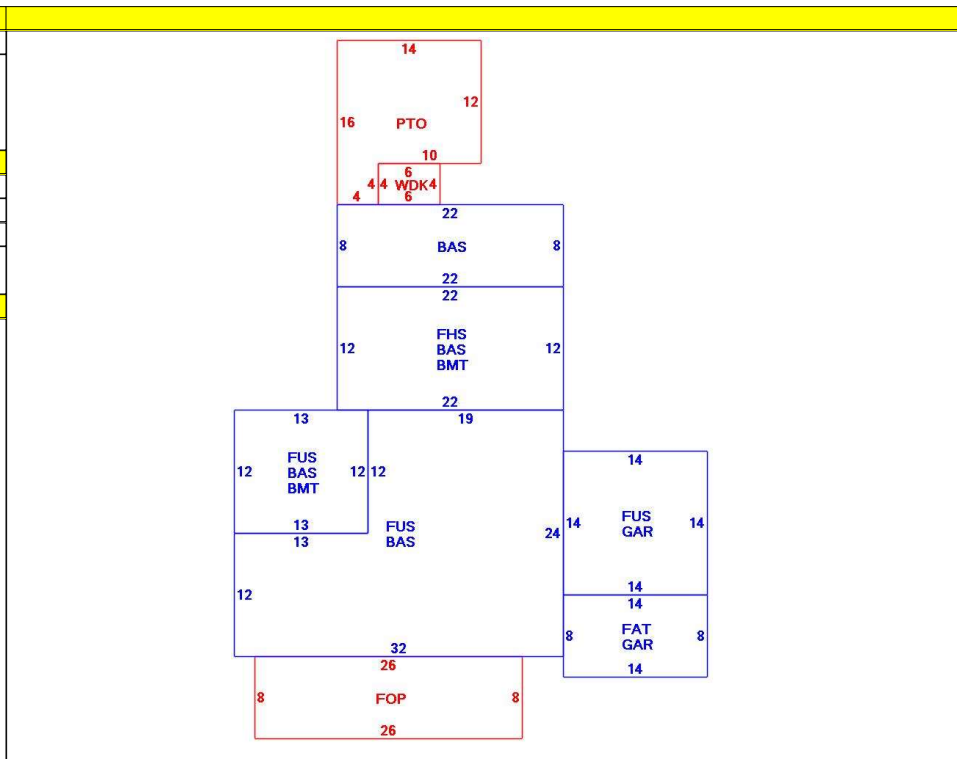 14
12
16 PTO
10
6
4 4 WDK 4
4 6
22
8 BAS 8
22
22
FHS
12 BAS 12
BMT
22
13 19
14
FUS
12 BAS 12 12
BMT
FUS
14 GAR 14
13 FUS
13 BAS 24
14
14
12
FAT
8 GAR 8
32
26 14
8 FOP 8
26